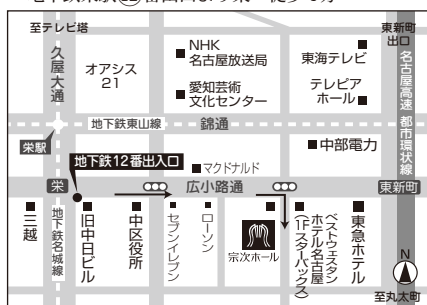 至テレビ塔
久屋大通
オアシス
21
NHK
名古屋放送局
愛知芸術
文化センター
東海テレビ
テレピア
ホール
東新町
出口
名古屋高速 都市環状線
地下鉄東山線
錦通
栄駅
中部電力
地下鉄12番出入口
マクドナルド
栄
広小路通
東新町
三越
地下鉄名城線
旧中日ビル
中区役所
セブンイレブン
ローソン
宗次ホール
ベストウェスタン
ホテル名古屋
(1Fスターバックス)
東急ホテル
N
至丸太町